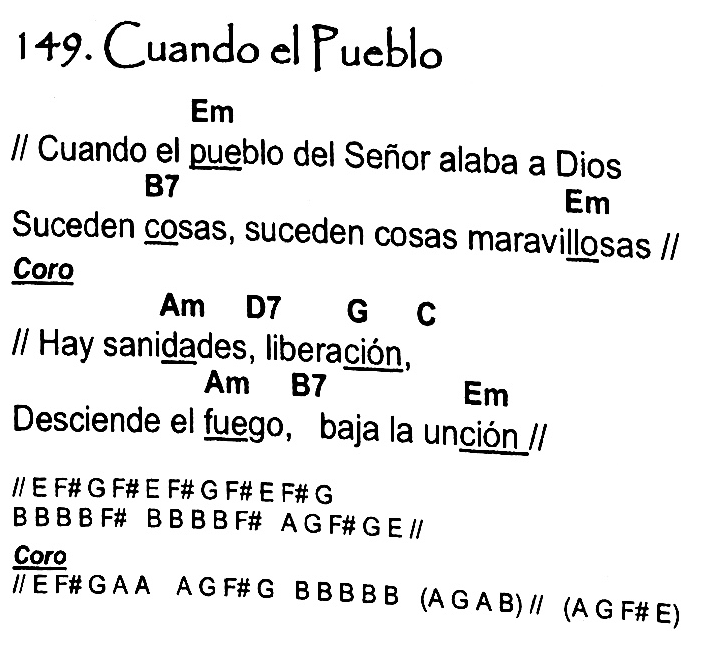 149. Cuando el Pueblo
Em
// Cuando el pueblo del Señor alaba a Dios
B7 Em
Suceden cosas, suceden cosas maravillosas //
Coro
Am D7 G C
// Hay sanidades, liberación,
Am B7 Em
Desciende el fuego, baja la unción //
// E F# G F# E F# G F# E F# G
B B B B F# B B B B F# A G F# G E //
Coro
// E F# G A A A G F# G B B B B B (A G A B) // (A G F# E)